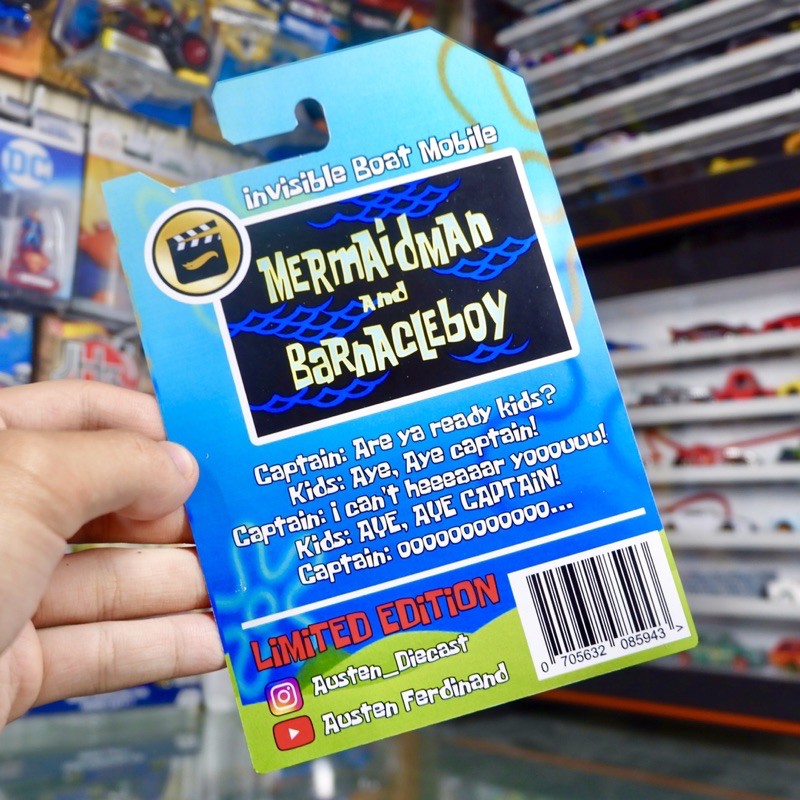 invisible Boat Mobile
MERmAidMAn
And
BaRnACLEbOy
Captain: Are ya ready kids?
Kids: Aye, Aye captain!
Captain: i can't heeeaaar yooouuu!
Kids: AYE, AYE CAPTAiN!
Captain: oooooooooooo...
LiMiTED EDiTiON
Austen_Diecast
Austen Ferdinand
0 705632 085943 >
DC